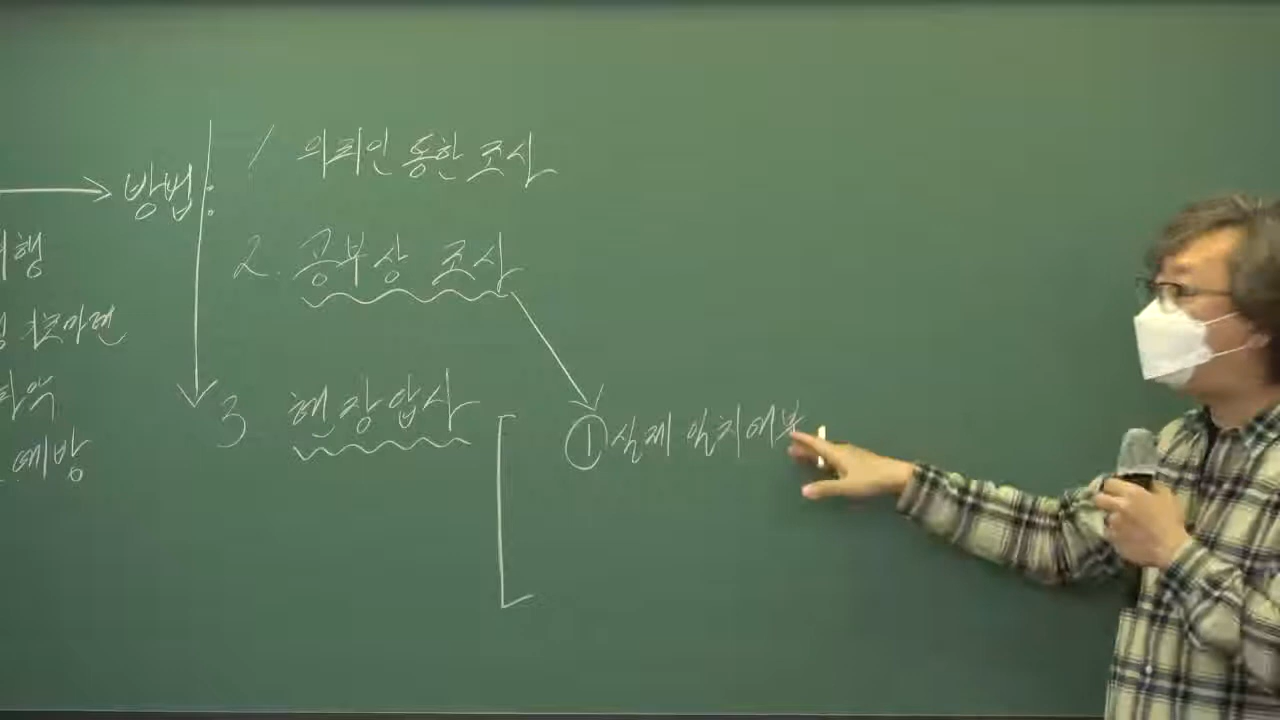 방법:
1 의뢰인 통한 조사
2. 공부상 조사
3 현장답사
① 실제 일치여부
예방